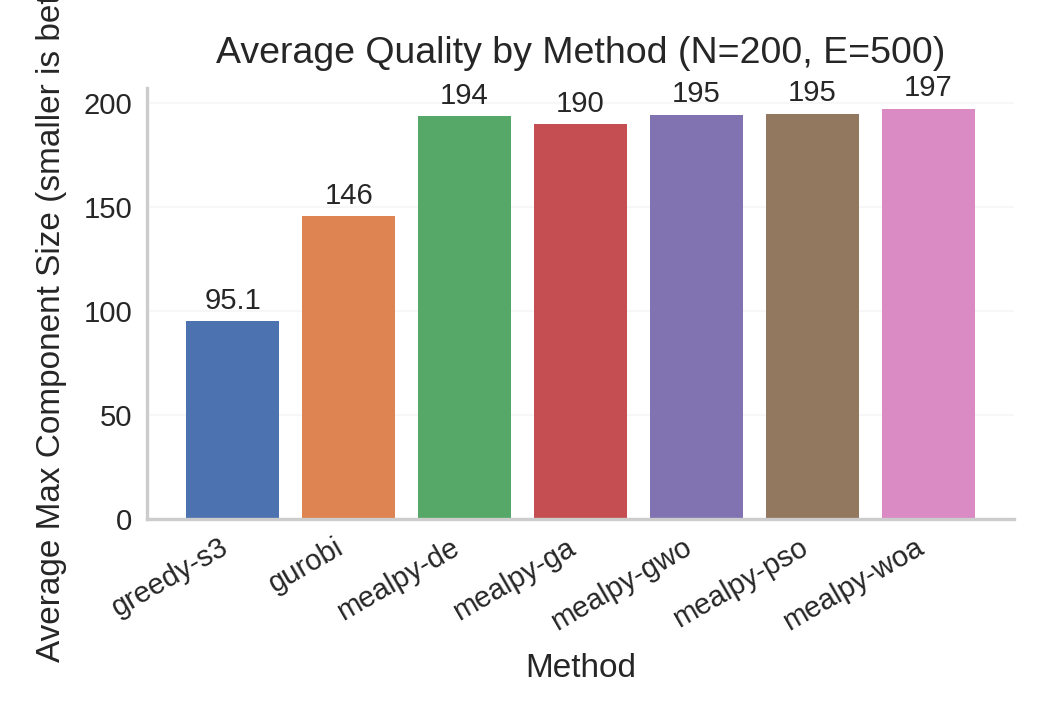 Average Quality by Method (N=200, E=500)
Average Max Component Size (smaller is bet
200
150
100
50
0
95.1
146
194
190
195
195
197
greedy-s3
gurobi
mealpy-de
mealpy-ga
mealpy-gwo
mealpy-pso
mealpy-woa
Method